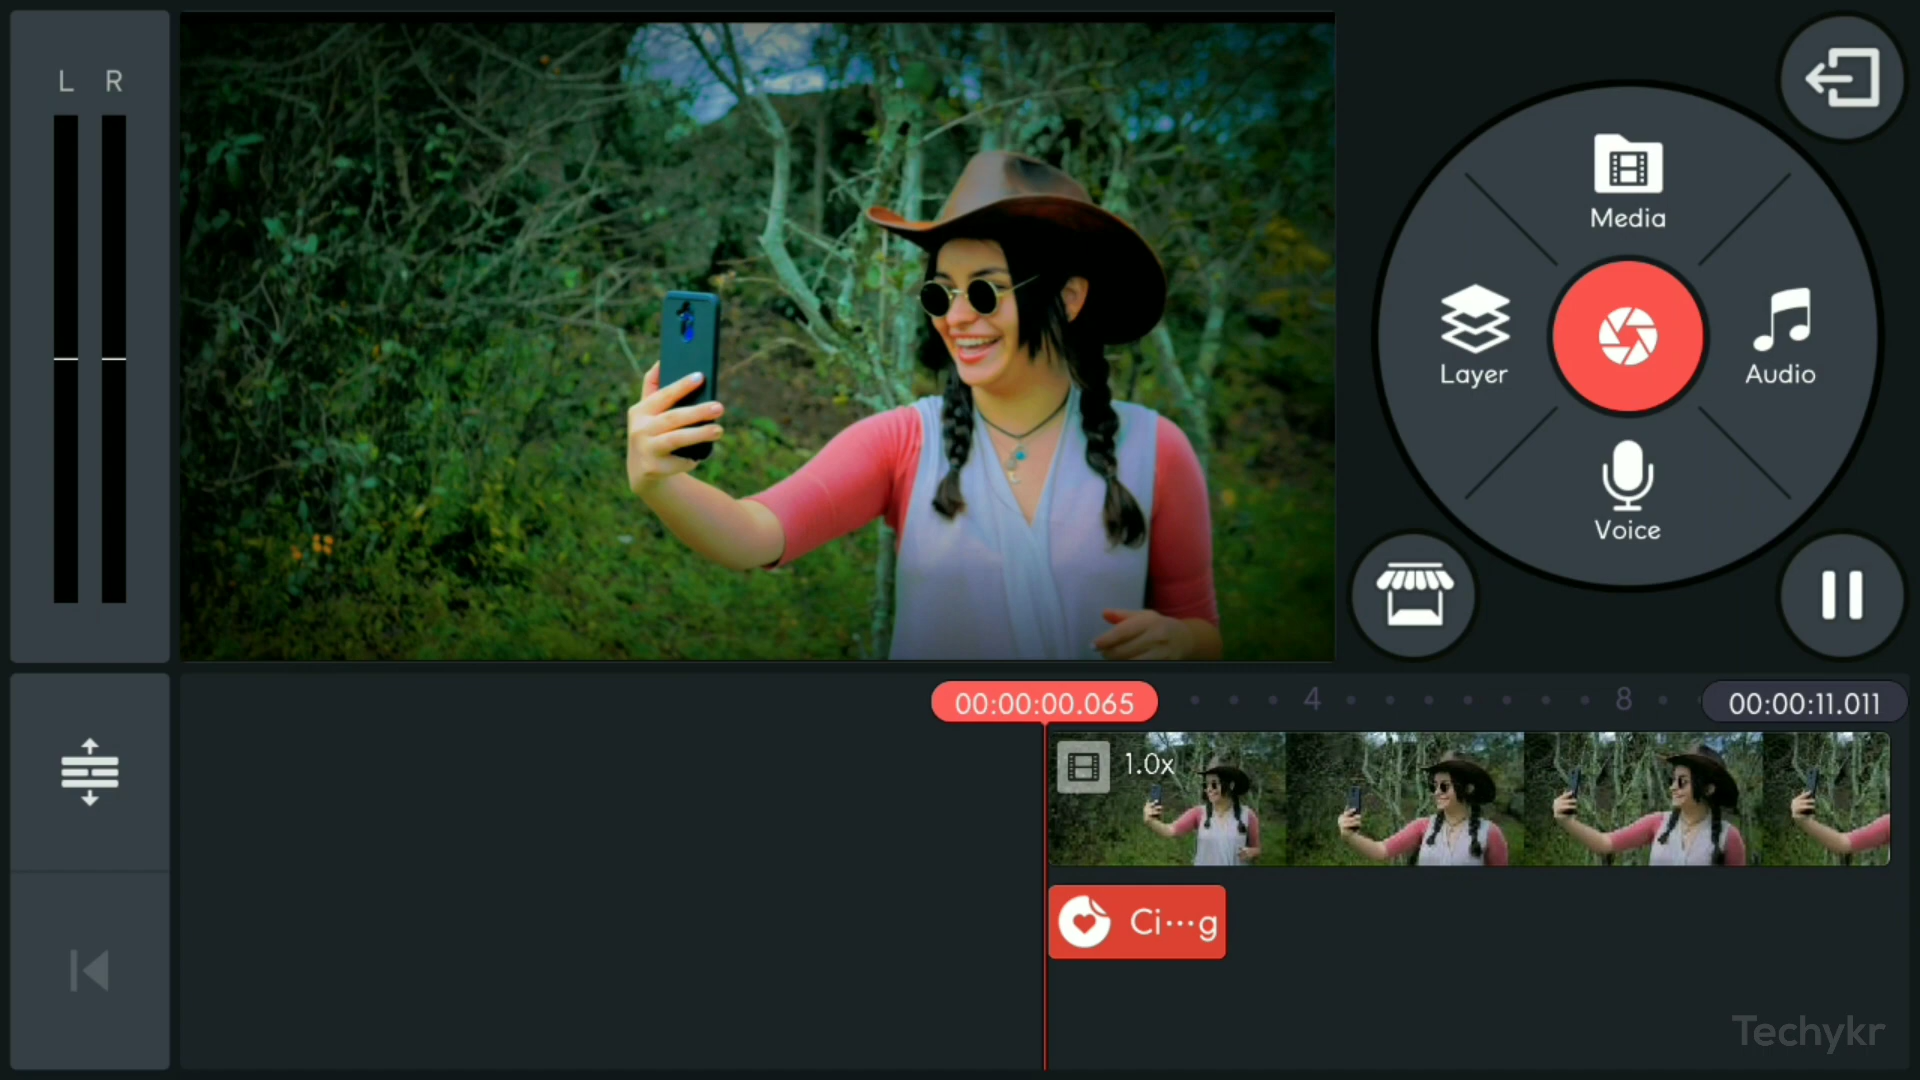 L R
Media
Layer
Audio
Voice
00:00:00.065
4
8
00:00:11.011
1.0x
Ci···g
Techykr